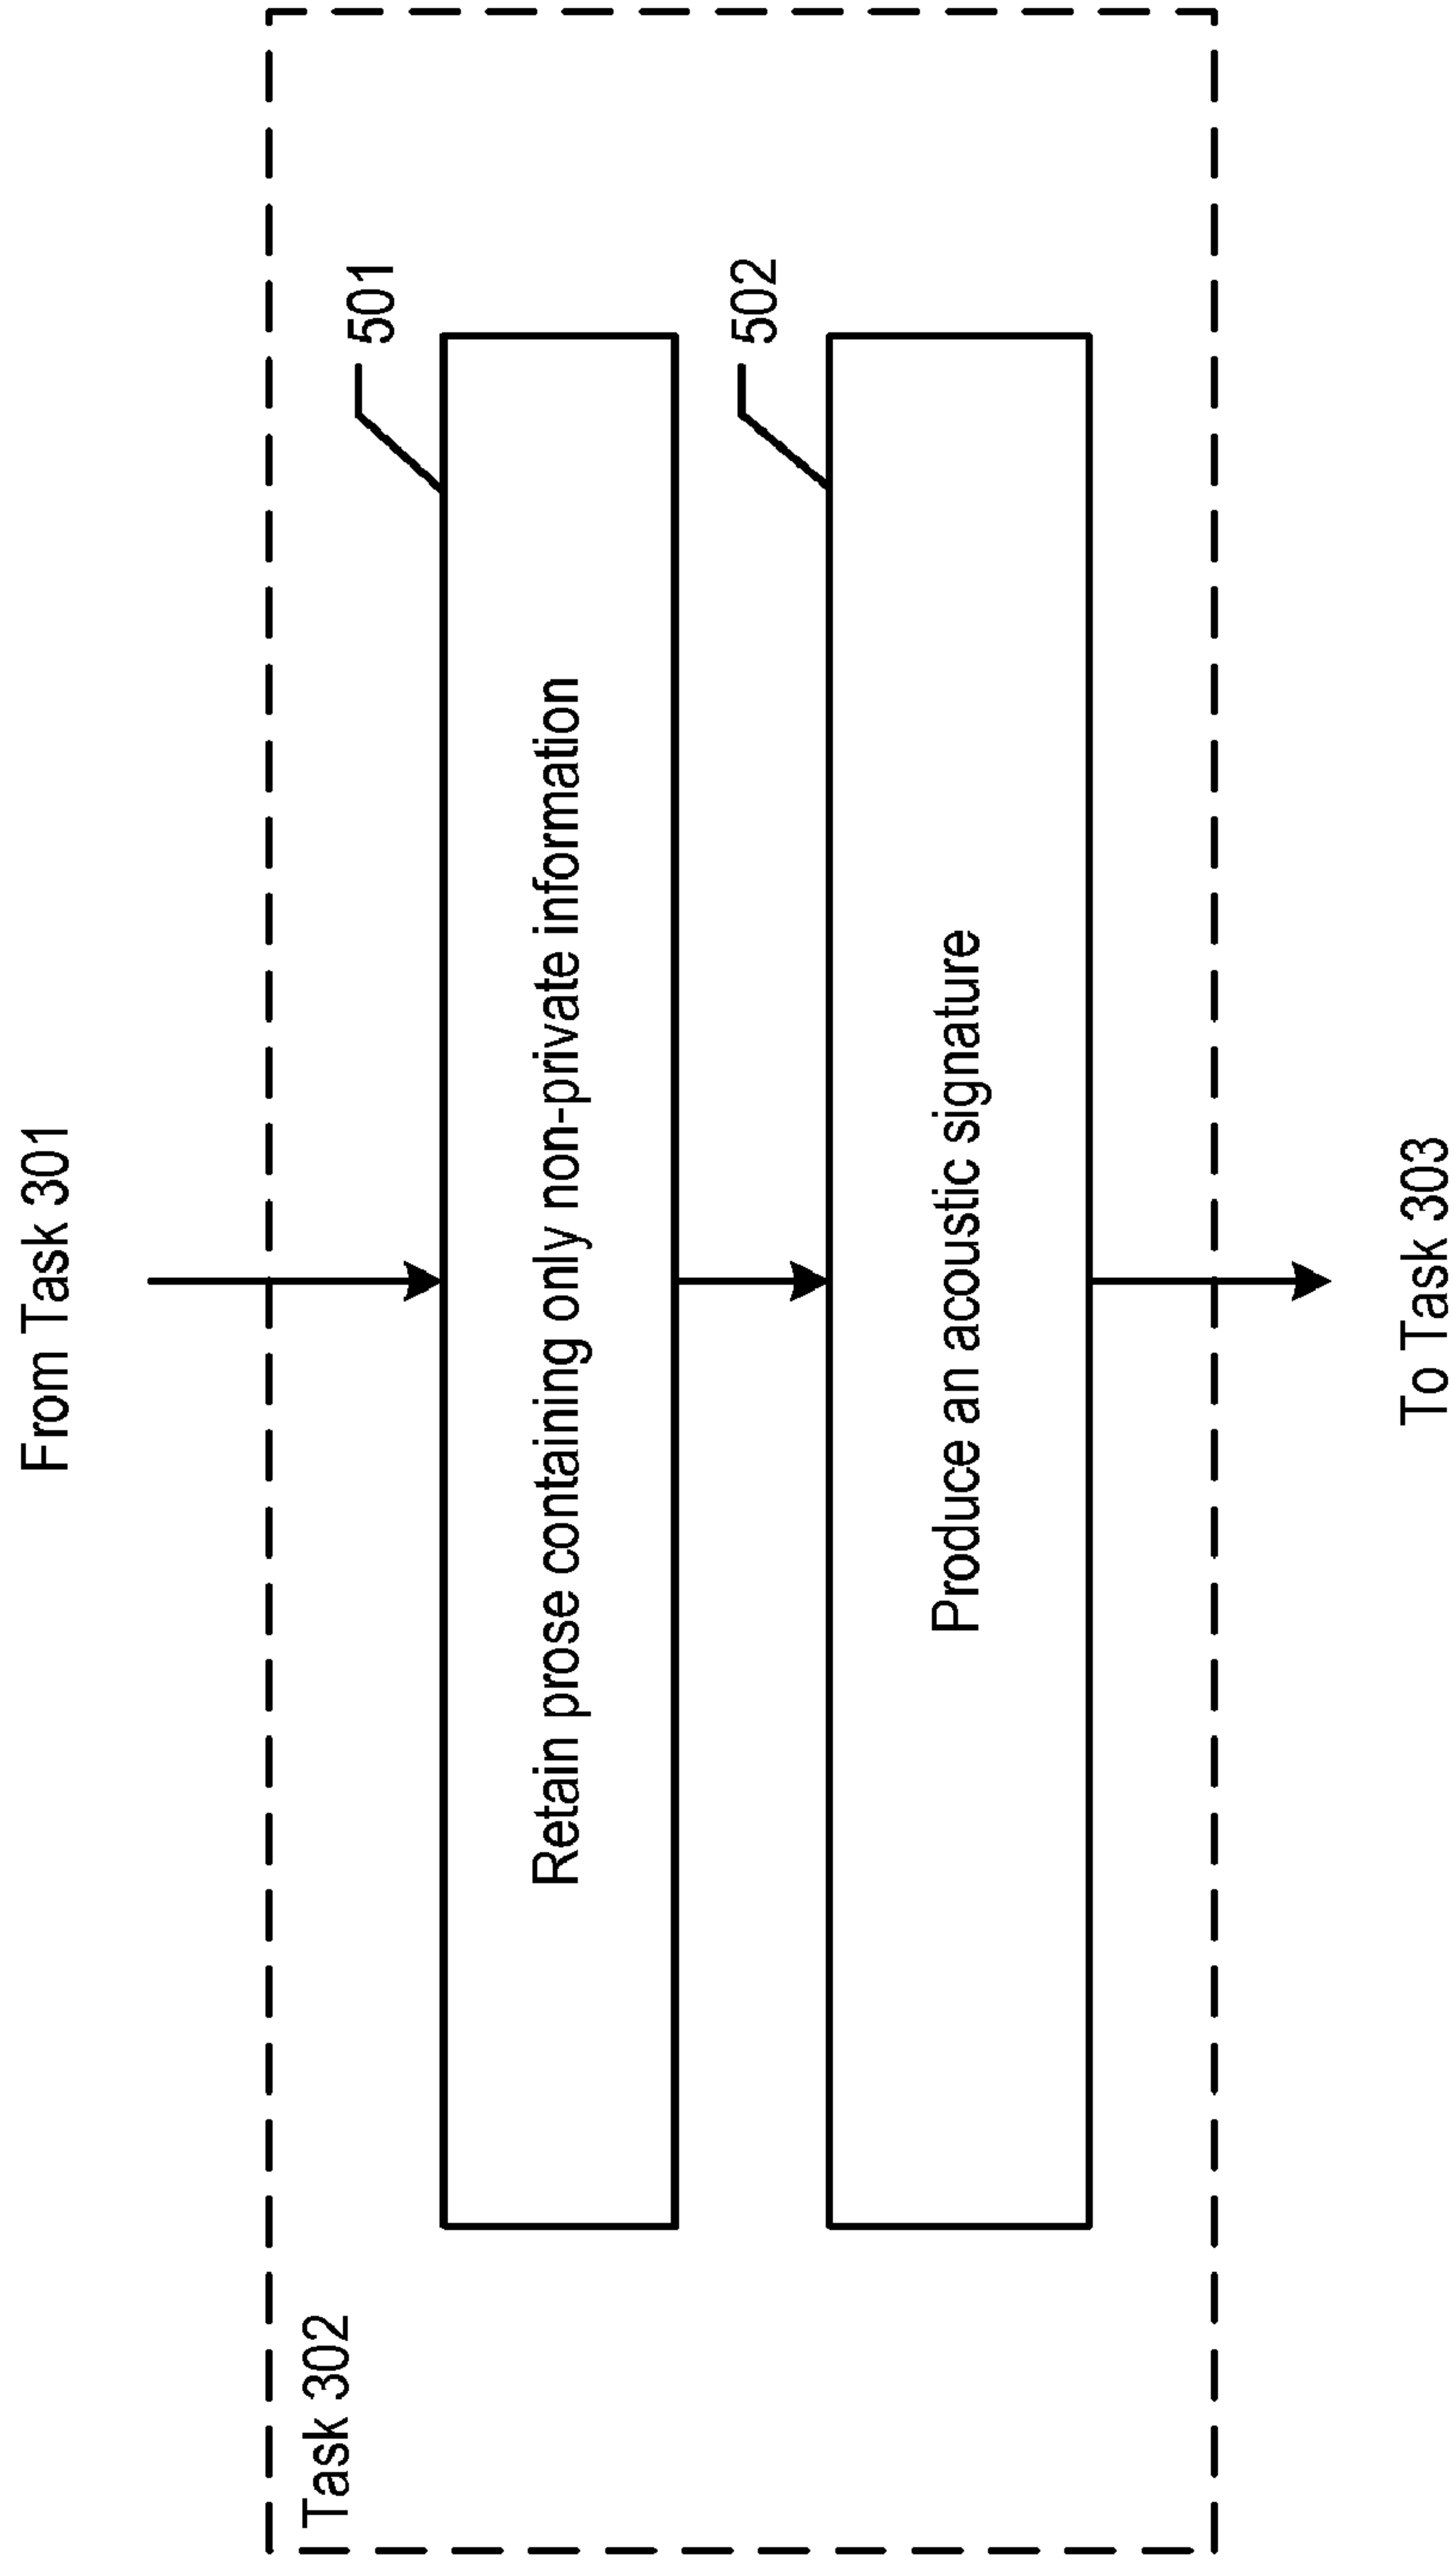 From Task 301
Task 302
501
Retain prose containing only non-private information
502
Produce an acoustic signature
To Task 303